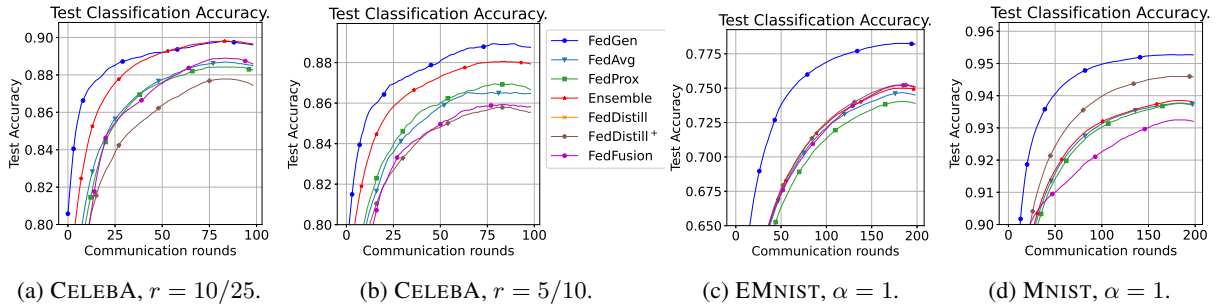 Test Classification Accuracy.
Test Accuracy
0.90
0.88
0.86
0.84
0.82
0.80
0 25 50 75 100
Communication rounds
(a) CELEBA, r = 10/25.
Test Classification Accuracy.
Test Accuracy
0.90
0.88
0.86
0.84
0.82
0.80
0 25 50 75 100
Communication rounds
(b) CELEBA, r = 5/10.
FedGen
FedAvg
FedProx
Ensemble
FedDistill
FedDistill⁺
FedFusion
Test Classification Accuracy.
Test Accuracy
0.775
0.750
0.725
0.700
0.675
0.650
0 50 100 150 200
Communication rounds
(c) EMNIST, α = 1.
Test Classification Accuracy.
Test Accuracy
0.96
0.95
0.94
0.93
0.92
0.91
0.90
0 50 100 150 200
Communication rounds
(d) MNIST, α = 1.